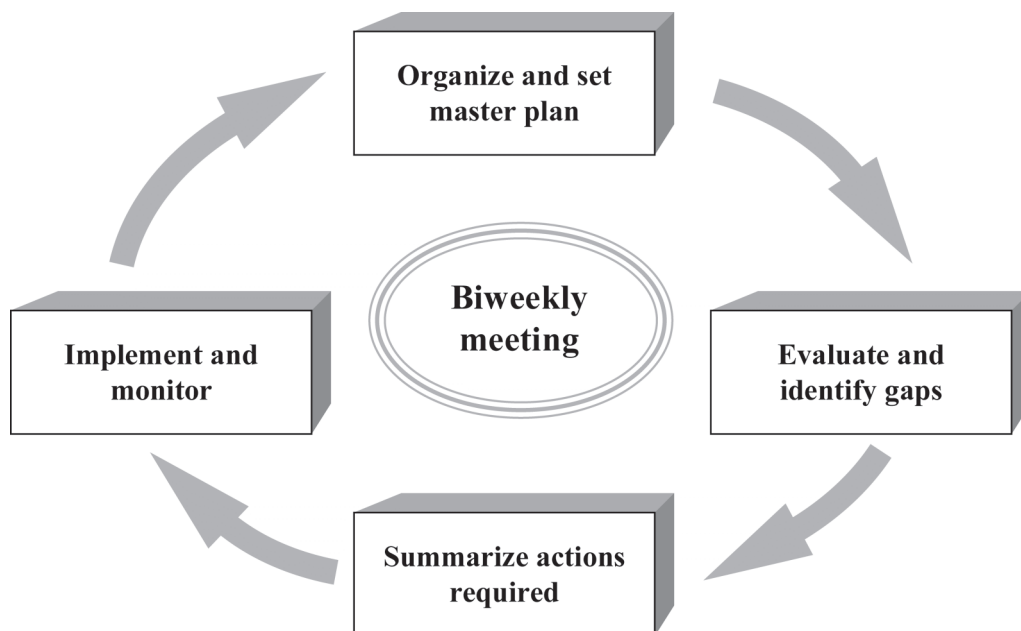 Organize and set
master plan
Biweekly
meeting
Implement and
monitor
Evaluate and
identify gaps
Summarize actions
required